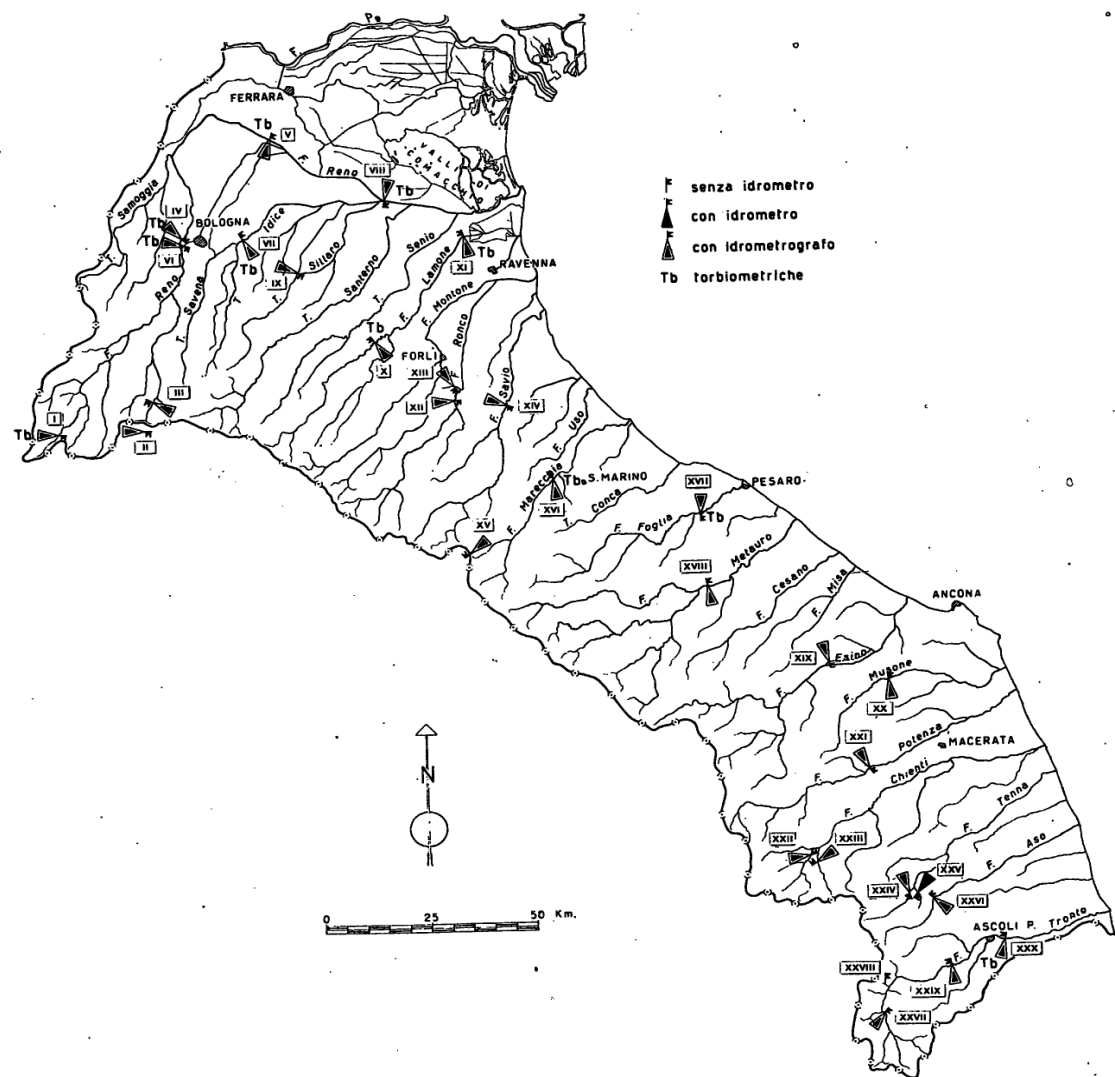 Po
F.
FERRARA
Tb
V
F.
Reno
VIII
Tb
VALLI DI COMACCHIO
Samoggia
T.
IV
Tb
Tb
VI
BOLOGNA
Idice
VII
Tb
T.
Sillaro
IX
T.
Santerno
T.
Senio
T.
Lamone
F.
XI
Tb
RAVENNA
Montone
F.
Reno
F.
Savena
T.
Tb
X
FORLÌ
XIII
Ronco
F.
XII
Savio
F.
XIV
I
Tb
II
III
Uso
F.
Marecchia
F.
Tb
S. MARINO
XVI
XV
Conca
T.
XVII
PESARO
Tb
F. Foglia
XVIII
Metauro
F.
Cesano
F.
Misa
F.
ANCONA
XIX
Esino
F.
Musone
F.
XX
XXI
Potenza
F.
MACERATA
Chienti
F.
XXII
XXIII
Tenna
F.
Aso
F.
XXIV
XXV
XXVI
ASCOLI P.
Tronto
F.
XXX
Tb
XXVIII
XXIX
XXVII
senza idrometro
con idrometro
con idrometrografo
Tb torbiometriche
N
0 25 50 Km.